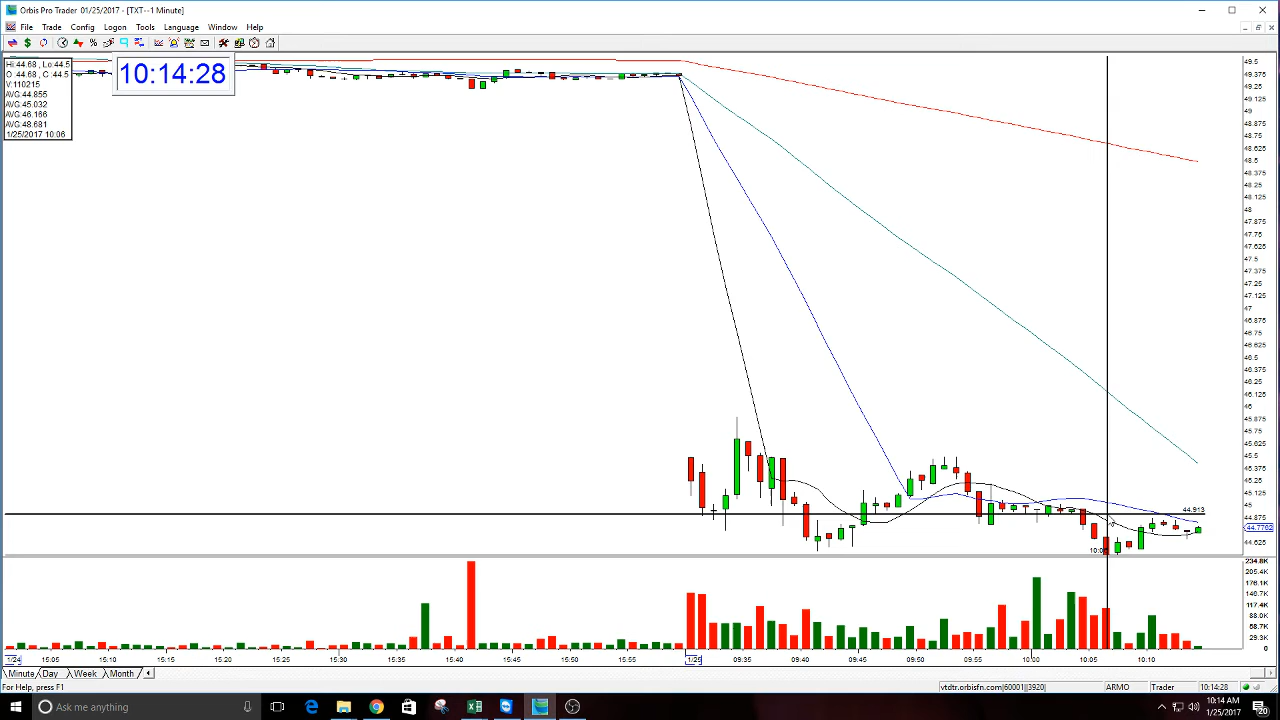 Orbis Pro Trader 01/25/2017 - [TXT--1 Minute]
File Trade Config Logon Tools Language Window Help
Hi: 44.68 , Lo:44.5
O :44.68 , C :44.5
V:110215
AVG:44.855
AVG:45.032
AVG:46.166
AVG:48.681
1/25/2017 10:06
10:14:28
49.5
49.375
49.25
49.125
49
48.875
48.75
48.625
48.5
48.375
48.25
48.125
48
47.875
47.75
47.625
47.5
47.375
47.25
47.125
47
46.875
46.75
46.625
46.5
46.375
46.25
46.125
46
45.875
45.75
45.625
45.5
45.375
45.25
45.125
45
44.913
44.875
44.7762
44.625
234.8K
205.4K
176.1K
146.7K
117.4K
88.0K
58.7K
29.3K
0
1/24 15:05 15:10 15:15 15:20 15:25 15:30 15:35 15:40 15:45 15:50 15:55 1/25 09:35 09:40 09:45 09:50 09:55 10:00 10:05 10:10
Minute Day Week Month
For Help, press F1
vtdtr.orbisfn.com|60001||3920| ARMO Trader 10:14:28
Ask me anything
10:14 AM
1/25/2017
20